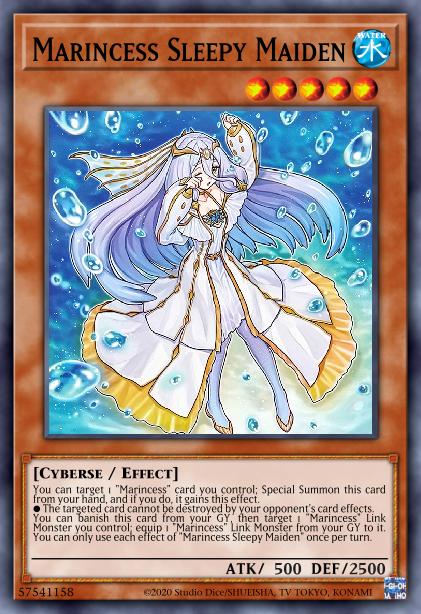 Marincess Sleepy Maiden
WATER
水
[Cyberse / Effect]
You can target 1 "Marincess" card you control; Special Summon this card
from your hand, and if you do, it gains this effect.
●The targeted card cannot be destroyed by your opponent's card effects.
You can banish this card from your GY, then target 1 "Marincess" Link
Monster you control; equip 1 "Marincess" Link Monster from your GY to it.
You can only use each effect of "Marincess Sleepy Maiden" once per turn.
ATK/ 500 DEF/2500
57541158
©2020 Studio Dice/SHUEISHA, TV TOKYO, KONAMI